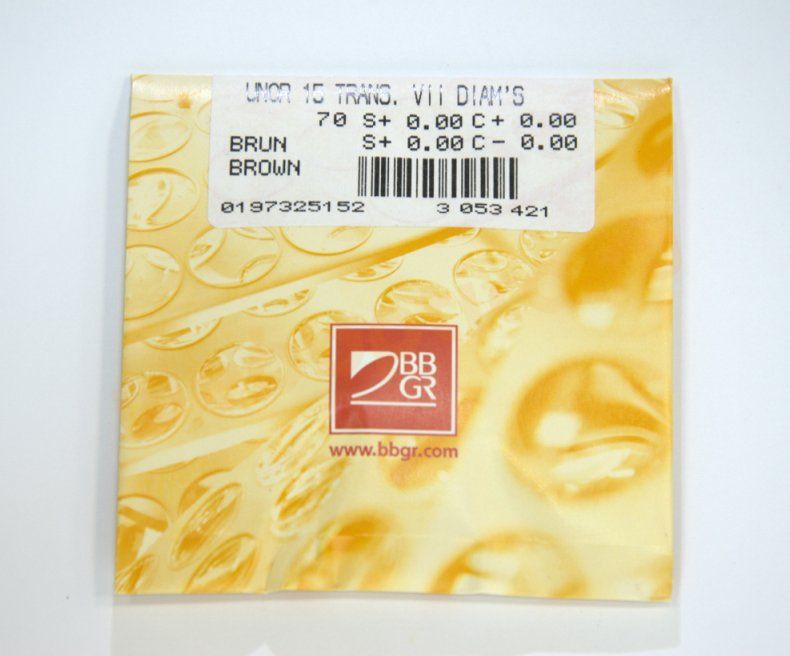 UNOR 15 TRANS. VII DIAM'S
70 S+ 0.00 C+ 0.00
BRUN S+ 0.00 C- 0.00
BROWN
0197325152 3 053 421
BB
GR
www.bbgr.com